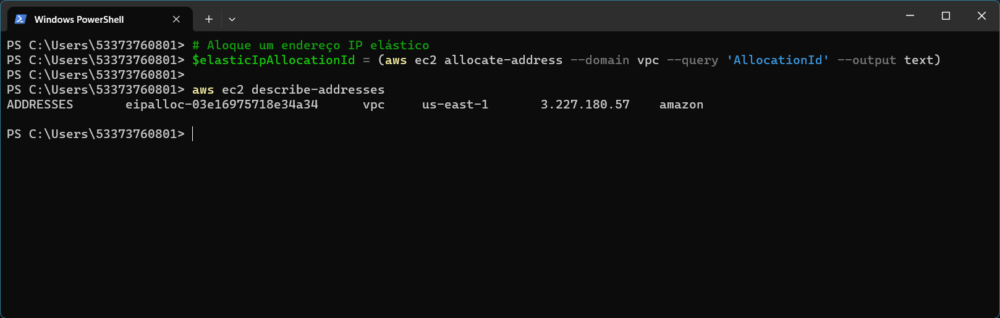 Windows PowerShell
PS C:\Users\53373760801> # Aloque um endereço IP elástico
PS C:\Users\53373760801> $elasticIpAllocationId = (aws ec2 allocate-address --domain vpc --query 'AllocationId' --output text)
PS C:\Users\53373760801>
PS C:\Users\53373760801> aws ec2 describe-addresses
ADDRESSES eipalloc-03e16975718e34a34 vpc us-east-1 3.227.180.57 amazon
PS C:\Users\53373760801>